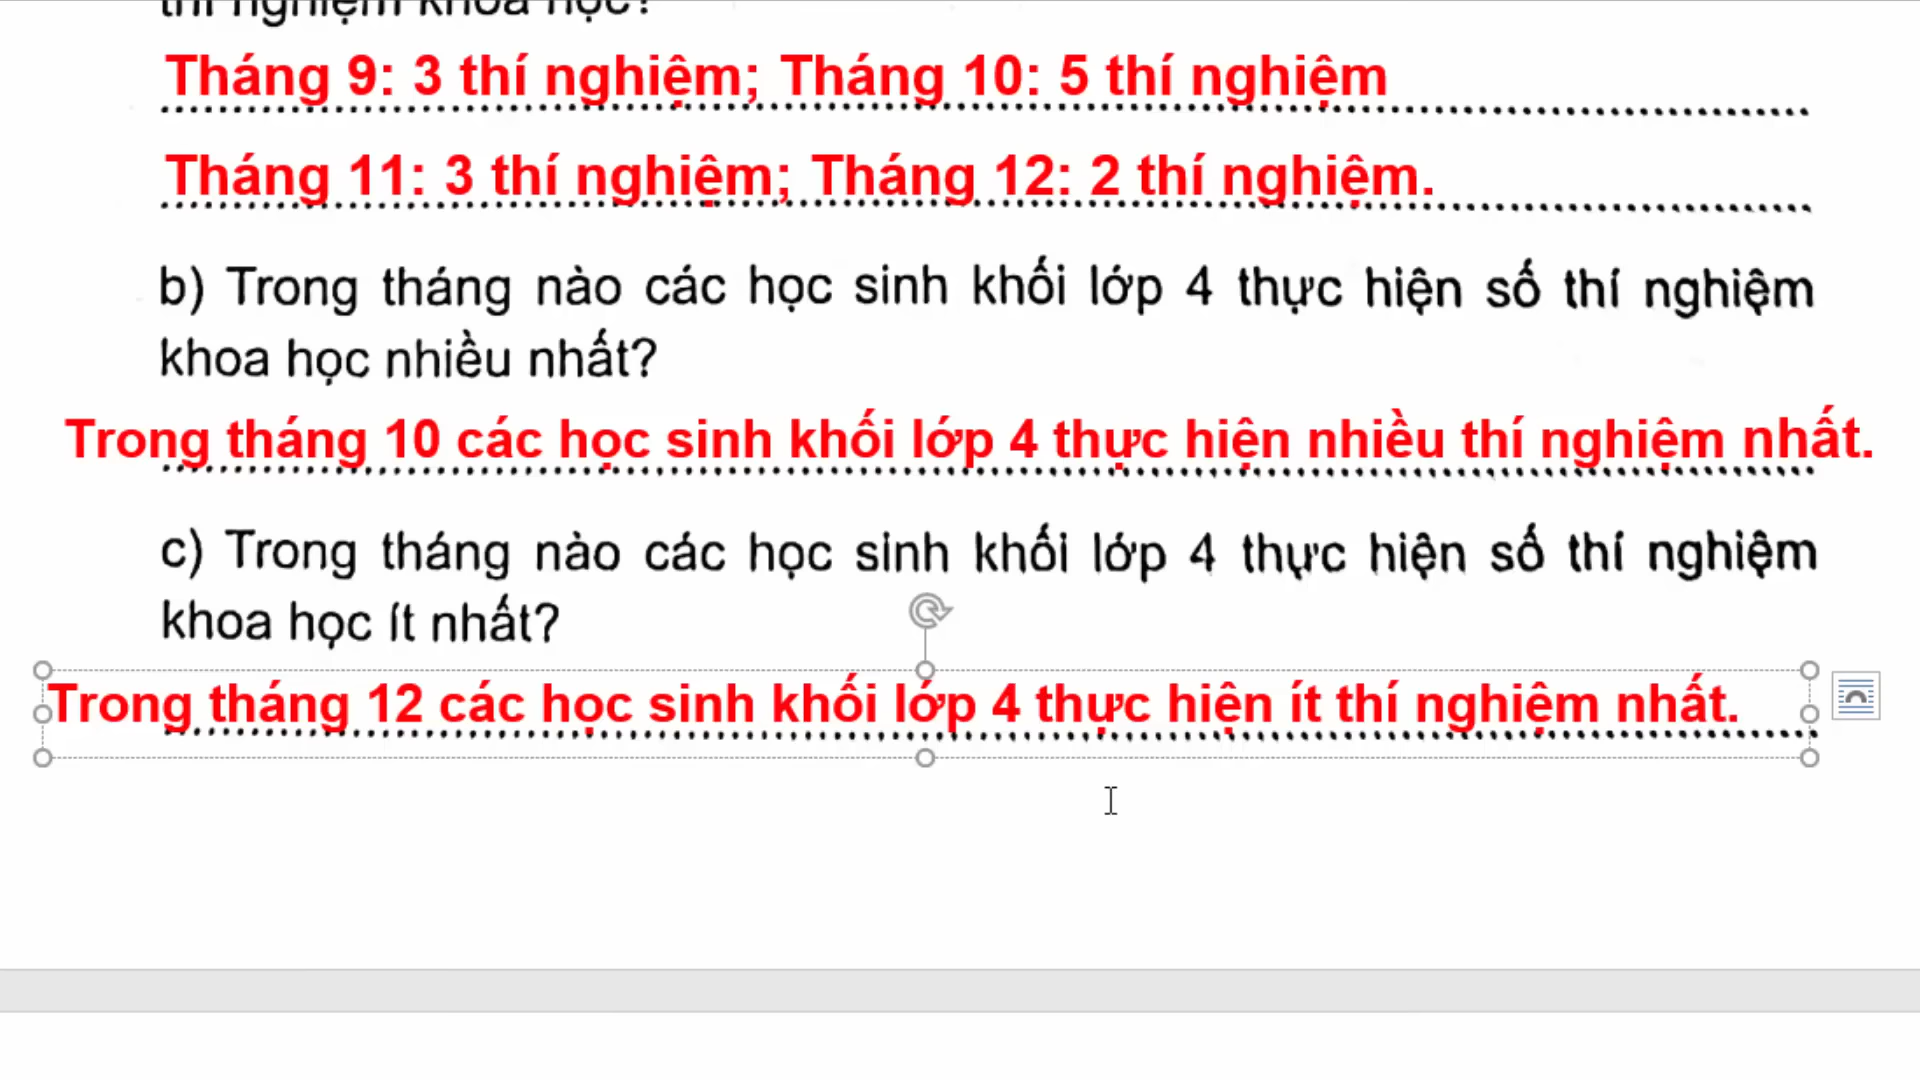 thí nghiệm khoa học?
Tháng 9: 3 thí nghiệm; Tháng 10: 5 thí nghiệm
Tháng 11: 3 thí nghiệm; Tháng 12: 2 thí nghiệm.
b) Trong tháng nào các học sinh khối lớp 4 thực hiện số thí nghiệm
khoa học nhiều nhất?
Trong tháng 10 các học sinh khối lớp 4 thực hiện nhiều thí nghiệm nhất.
c) Trong tháng nào các học sinh khối lớp 4 thực hiện số thí nghiệm
khoa học ít nhất?
Trong tháng 12 các học sinh khối lớp 4 thực hiện ít thí nghiệm nhất.